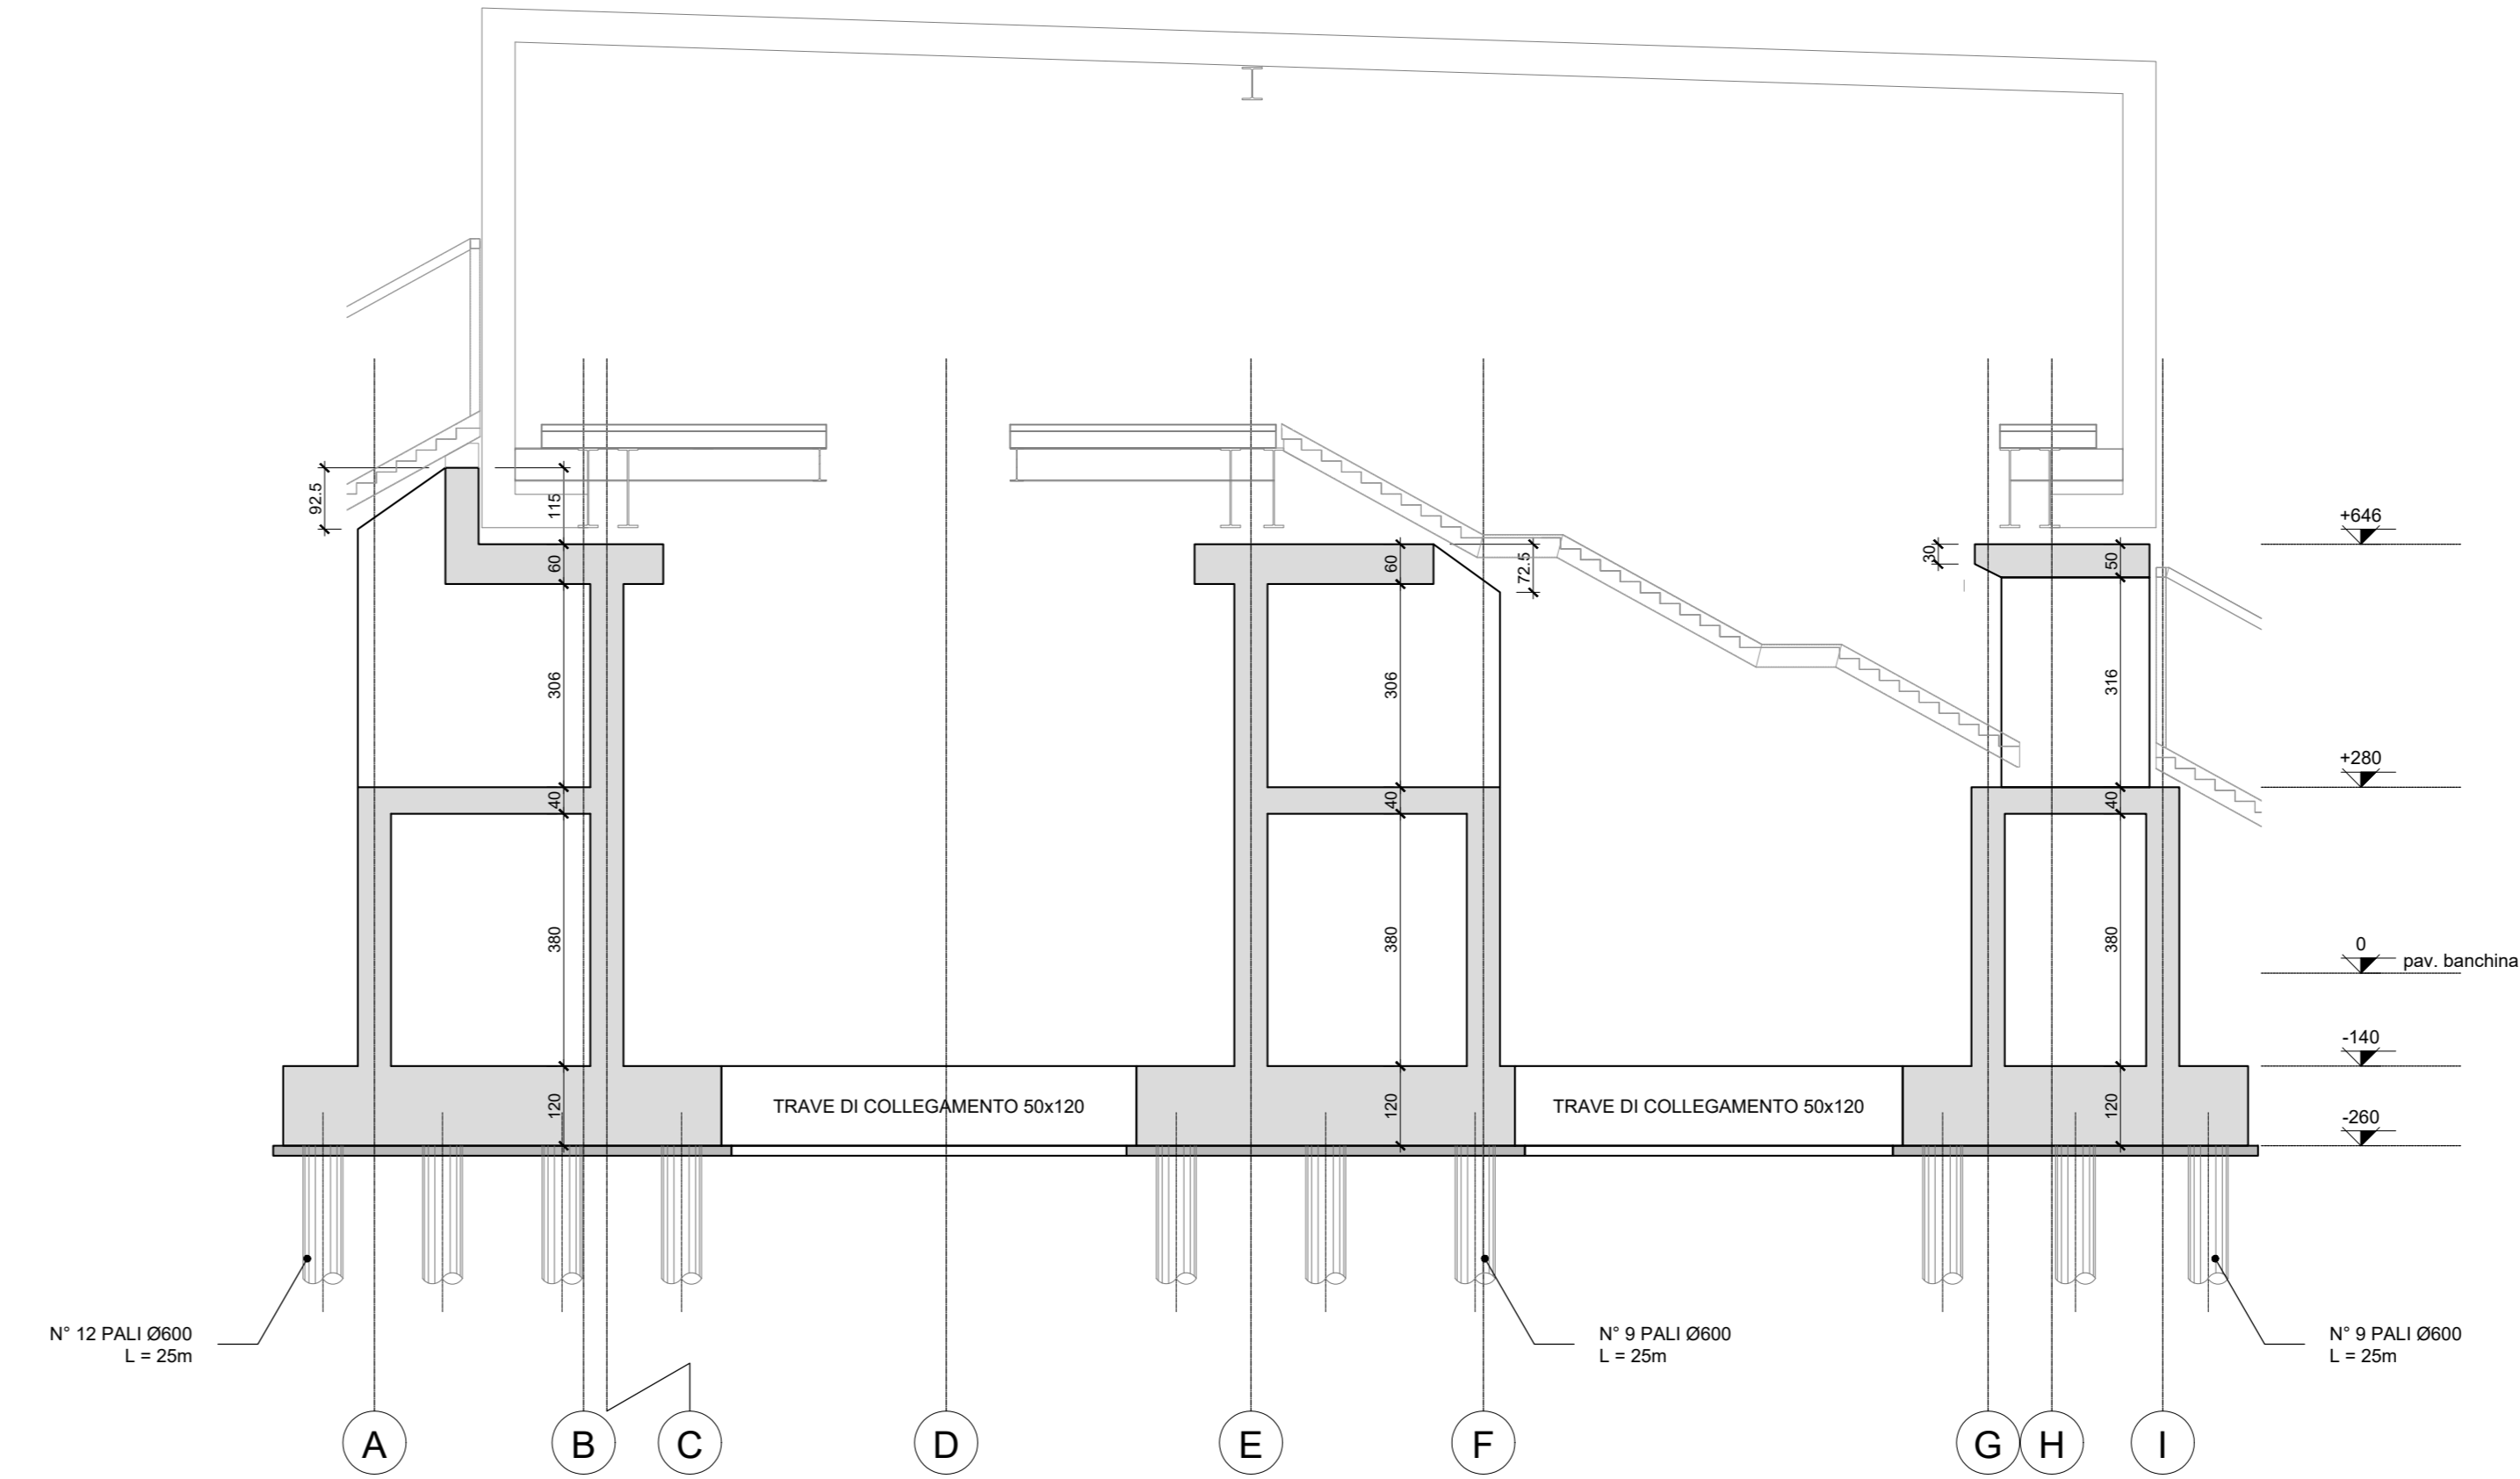 92.5
115
60
306
40
380
120
60
72.5
306
40
380
120
30
50
316
40
380
120
+646
+280
0
pav. banchina
-140
-260
TRAVE DI COLLEGAMENTO 50x120
TRAVE DI COLLEGAMENTO 50x120
N° 12 PALI Ø600
L = 25m
N° 9 PALI Ø600
L = 25m
N° 9 PALI Ø600
L = 25m
A
B
C
D
E
F
G
H
I